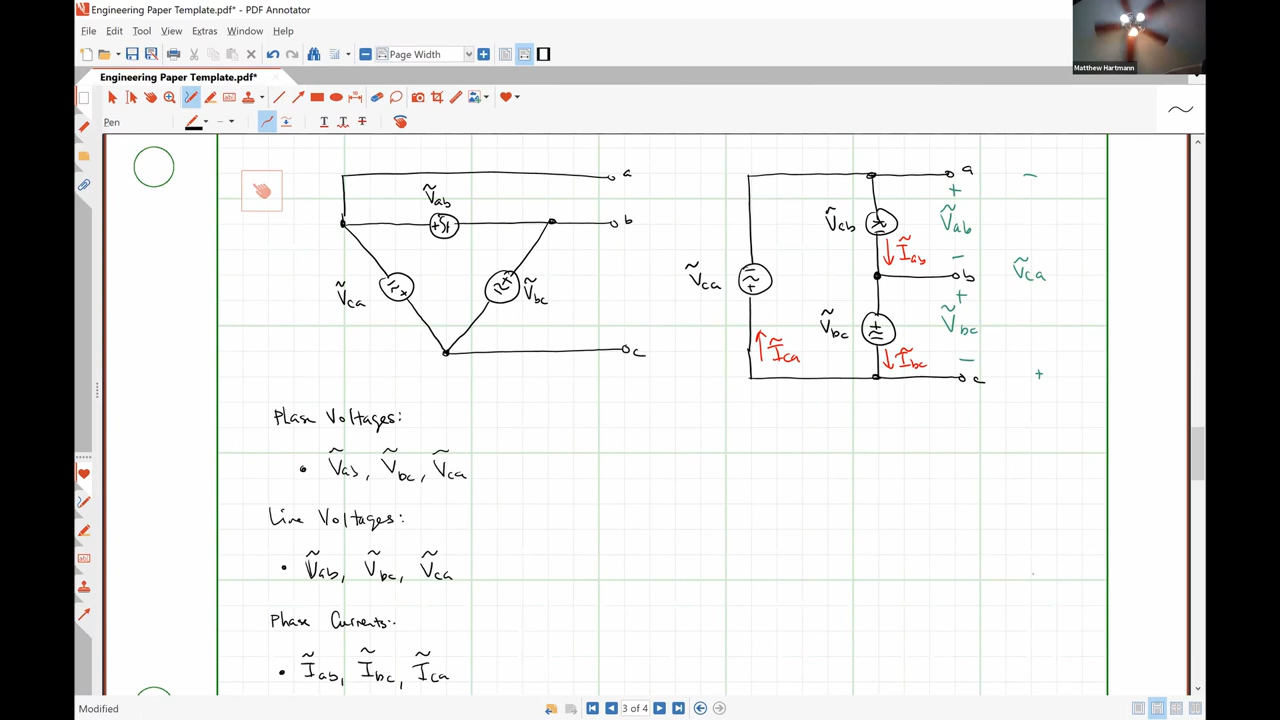 Engineering Paper Template.pdf* - PDF Annotator
File Edit Tool View Extras Window Help
Page Width
Engineering Paper Template.pdf*
Pen
Matthew Hartmann
a
Ṽab
b
Ṽca
Ṽbc
c
a
+
−
Ṽab
Ṽab
Ĩab
−
Ṽca
b
Ṽca
+
Ṽbc
Ṽbc
Ĩca
Ĩbc
−
c
+
Phase Voltages:
• Ṽab, Ṽbc, Ṽca
Line Voltages:
• Ṽab, Ṽbc, Ṽca
Phase Currents:
• Ĩab, Ĩbc, Ĩca
Modified
3 of 4